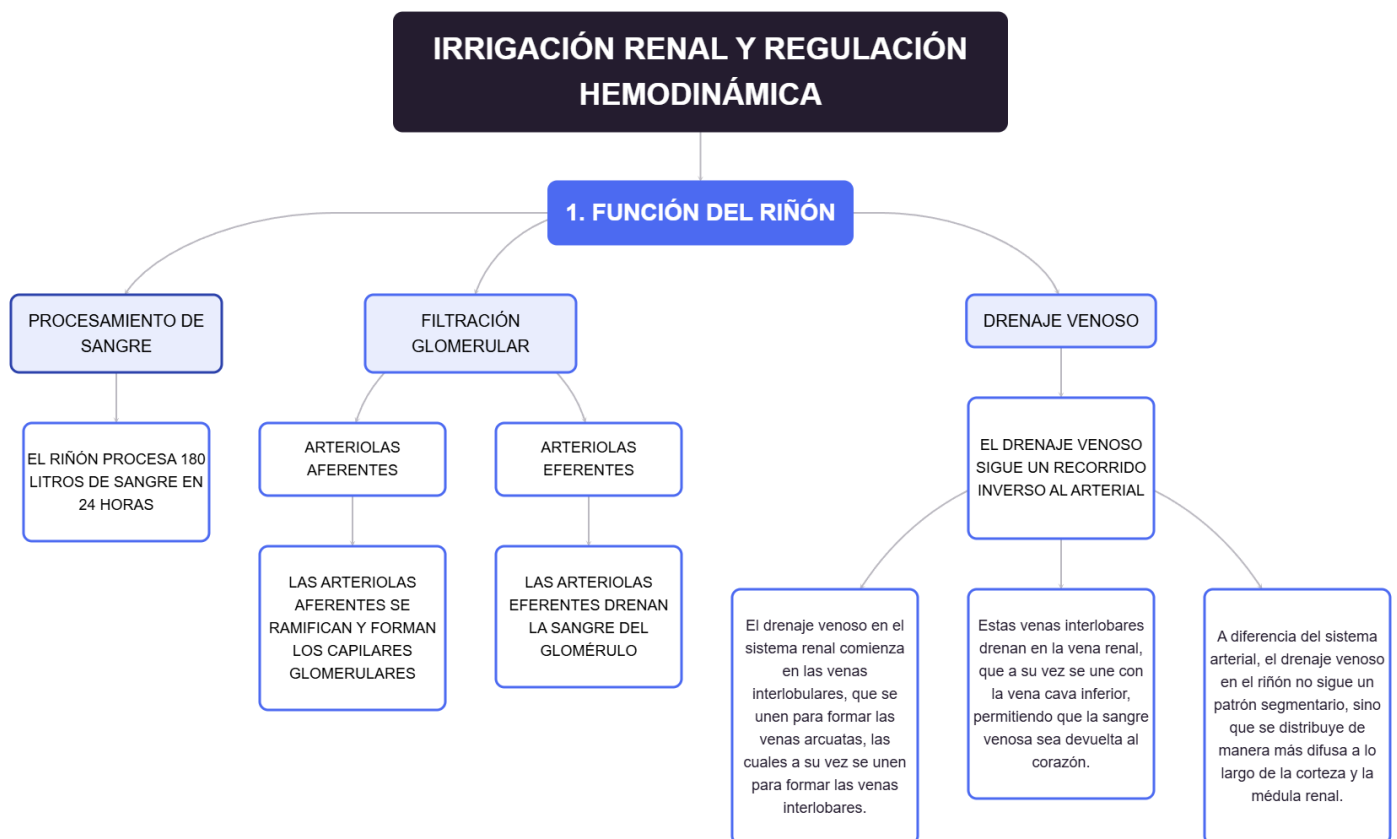 IRRIGACIÓN RENAL Y REGULACIÓN
HEMODINÁMICA
1. FUNCIÓN DEL RIÑÓN
PROCESAMIENTO DE
SANGRE
EL RIÑÓN PROCESA 180
LITROS DE SANGRE EN
24 HORAS
FILTRACIÓN
GLOMERULAR
ARTERIOLAS
AFERENTES
LAS ARTERIOLAS
AFERENTES SE
RAMIFICAN Y FORMAN
LOS CAPILARES
GLOMERULARES
ARTERIOLAS
EFERENTES
LAS ARTERIOLAS
EFERENTES DRENAN
LA SANGRE DEL
GLOMÉRULO
DRENAJE VENOSO
EL DRENAJE VENOSO
SIGUE UN RECORRIDO
INVERSO AL ARTERIAL
El drenaje venoso en el
sistema renal comienza
en las venas
interlobulares, que se
unen para formar las
venas arcuatas, las
cuales a su vez se unen
para formar las venas
interlobares.
Estas venas interlobares
drenan en la vena renal,
que a su vez se une con
la vena cava inferior,
permitiendo que la sangre
venosa sea devuelta al
corazón.
A diferencia del sistema
arterial, el drenaje venoso
en el riñón no sigue un
patrón segmentario, sino
que se distribuye de
manera más difusa a lo
largo de la corteza y la
médula renal.